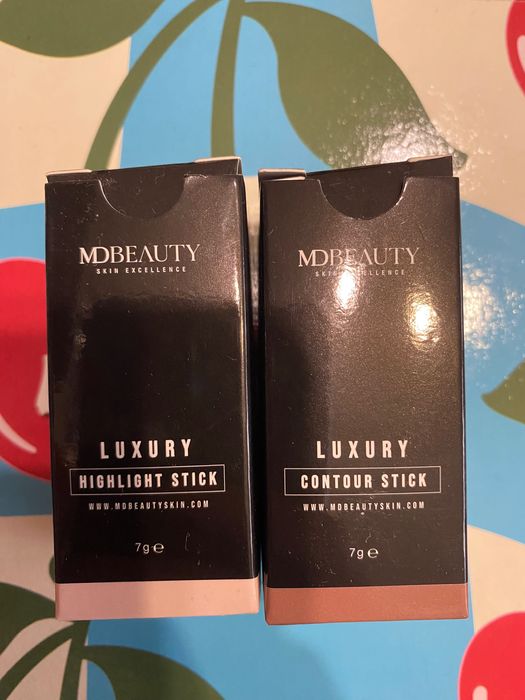 MDBEAUTY
SKIN EXCELLENCE
LUXURY
HIGHLIGHT STICK
WWW.MDBEAUTYSKIN.COM
7g ℮
MDBEAUTY
SKIN EXCELLENCE
LUXURY
CONTOUR STICK
WWW.MDBEAUTYSKIN.COM
7g ℮